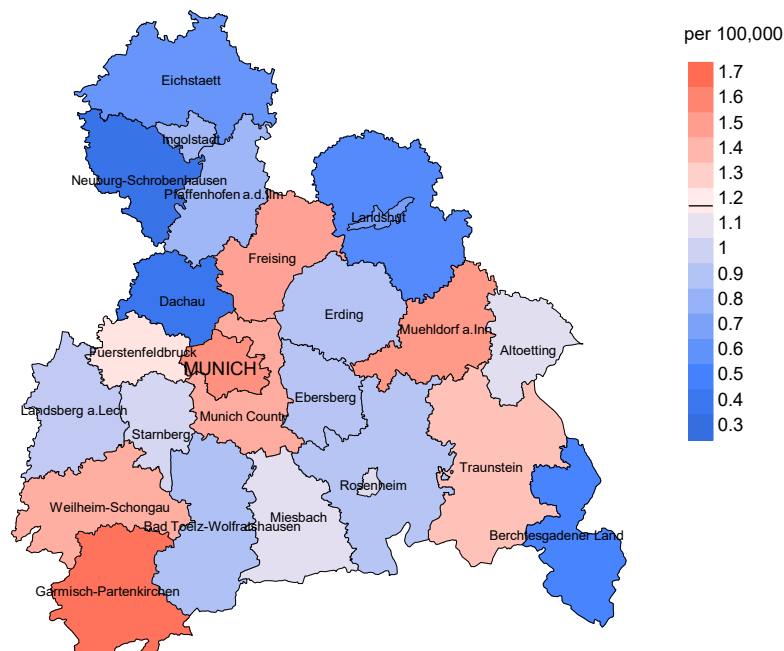 per 100,000
1.7
1.6
1.5
1.4
1.3
1.2
1.1
1
0.9
0.8
0.7
0.6
0.5
0.4
0.3
Eichstaett
Ingolstadt
Neuburg-Schrobenhausen
Pfaffenhofen a.d.Ilm
Landshut
Freising
Dachau
Erding
Muehldorf a.Inn
Altoetting
Fuerstenfeldbruck
MUNICH
Ebersberg
Landsberg a.Lech
Munich County
Starnberg
Traunstein
Rosenheim
Weilheim-Schongau
Miesbach
Bad Toelz-Wolfratshausen
Berchtesgadener Land
Garmisch-Partenkirchen